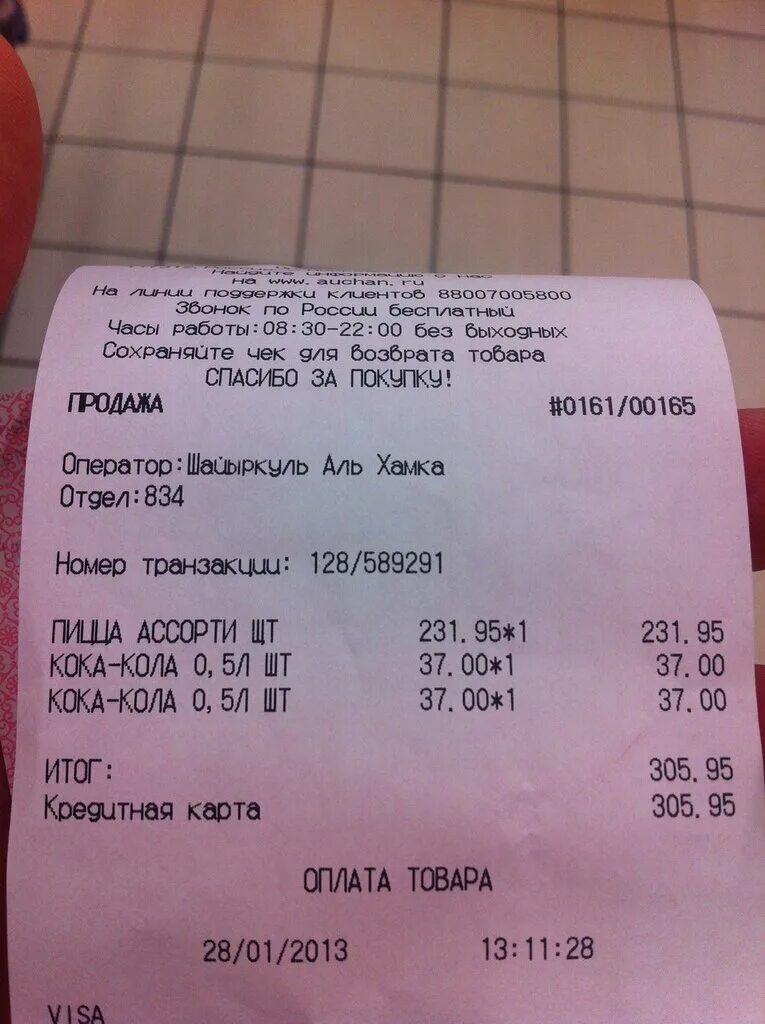 Найдите информацию о нас
на www.auchan.ru
На линии поддержки клиентов 88007005800
Звонок по России бесплатный
Часы работы:08:30-22:00 без выходных
Сохраняйте чек для возврата товара
СПАСИБО ЗА ПОКУПКУ!
ПРОДАЖА #0161/00165
Оператор:Шайыркуль Аль Хамка
Отдел:834
Номер транзакции: 128/589291
ПИЦЦА АССОРТИ ШТ 231.95*1 231.95
КОКА-КОЛА 0,5Л ШТ 37.00*1 37.00
КОКА-КОЛА 0,5Л ШТ 37.00*1 37.00
ИТОГ: 305.95
Кредитная карта 305.95
ОПЛАТА ТОВАРА
28/01/2013 13:11:28
VISA